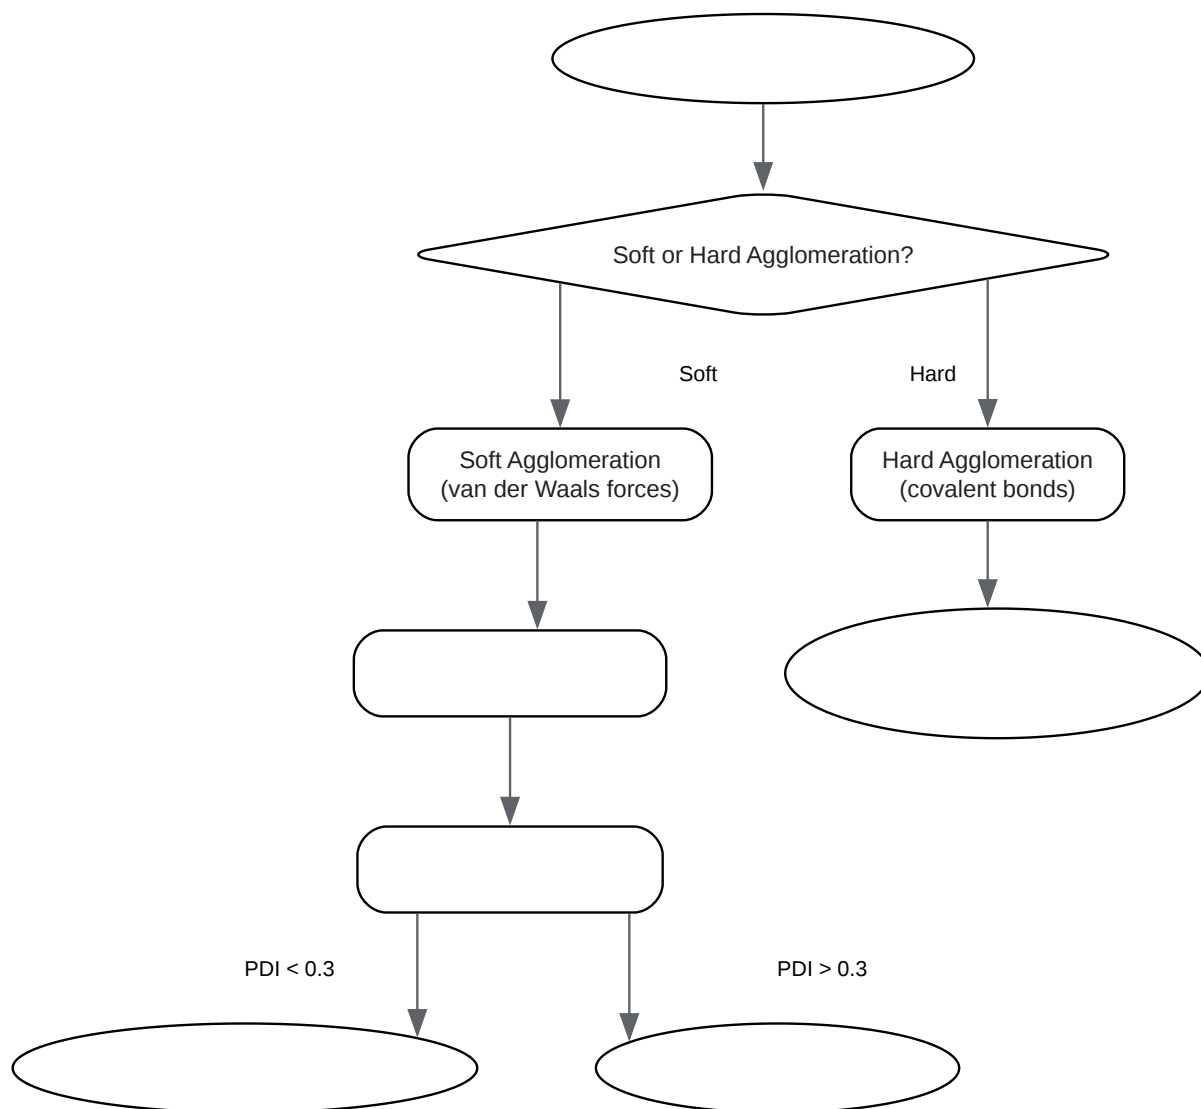 Soft or Hard Agglomeration?
Soft
Hard
Soft Agglomeration
(van der Waals forces)
Hard Agglomeration
(covalent bonds)
PDI < 0.3
PDI > 0.3